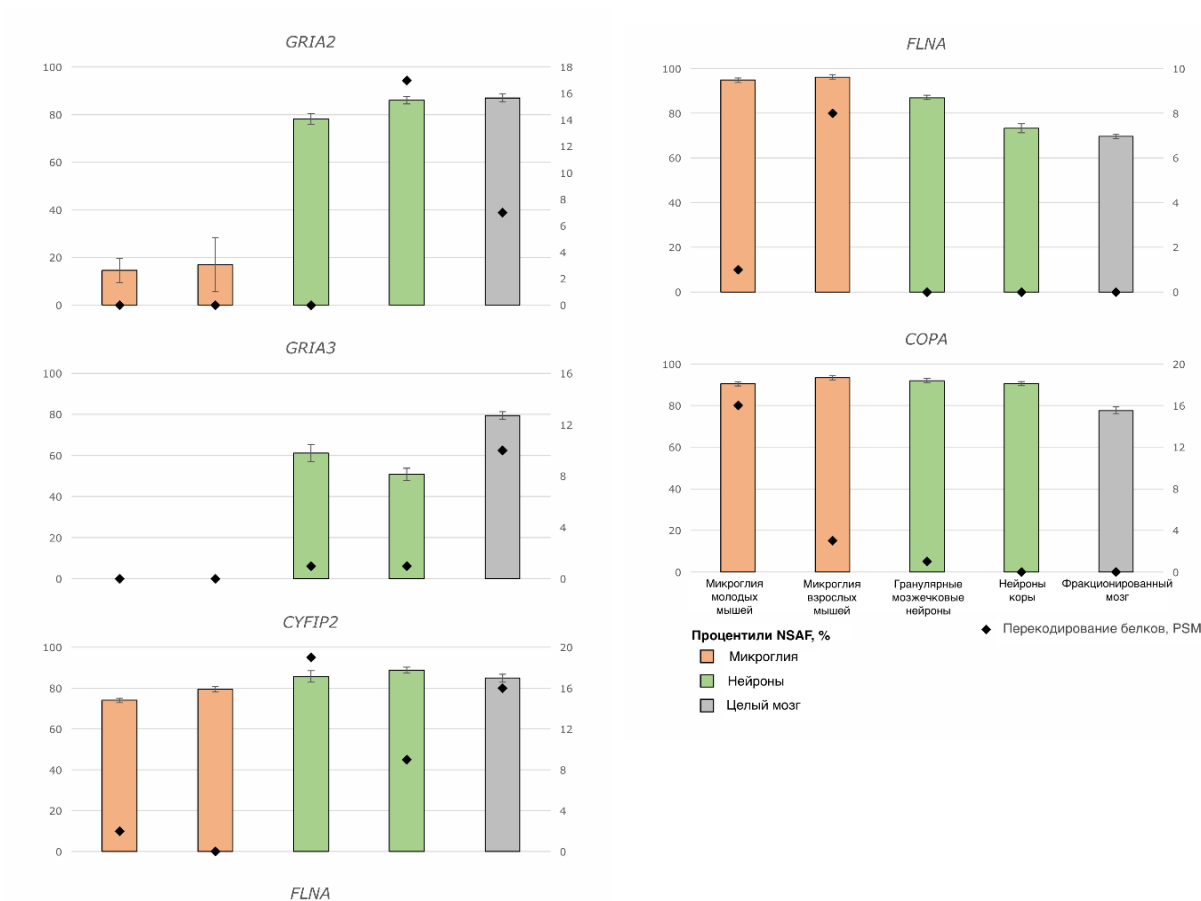 GRIA2
100
80
60
40
20
0
18
16
14
12
10
8
6
4
2
0
GRIA3
100
80
60
40
20
0
16
12
8
4
0
CYFIP2
100
80
60
40
20
0
20
16
12
8
4
0
FLNA
FLNA
100
80
60
40
20
0
10
8
6
4
2
0
COPA
100
80
60
40
20
0
20
16
12
8
4
0
Микроглия
молодых
мышей
Микроглия
взрослых
мышей
Гранулярные
мозжечковые
нейроны
Нейроны
коры
Фракционированный
мозг
Процентили NSAF, %
Микроглия
Нейроны
Целый мозг
Перекодирование белков, PSM